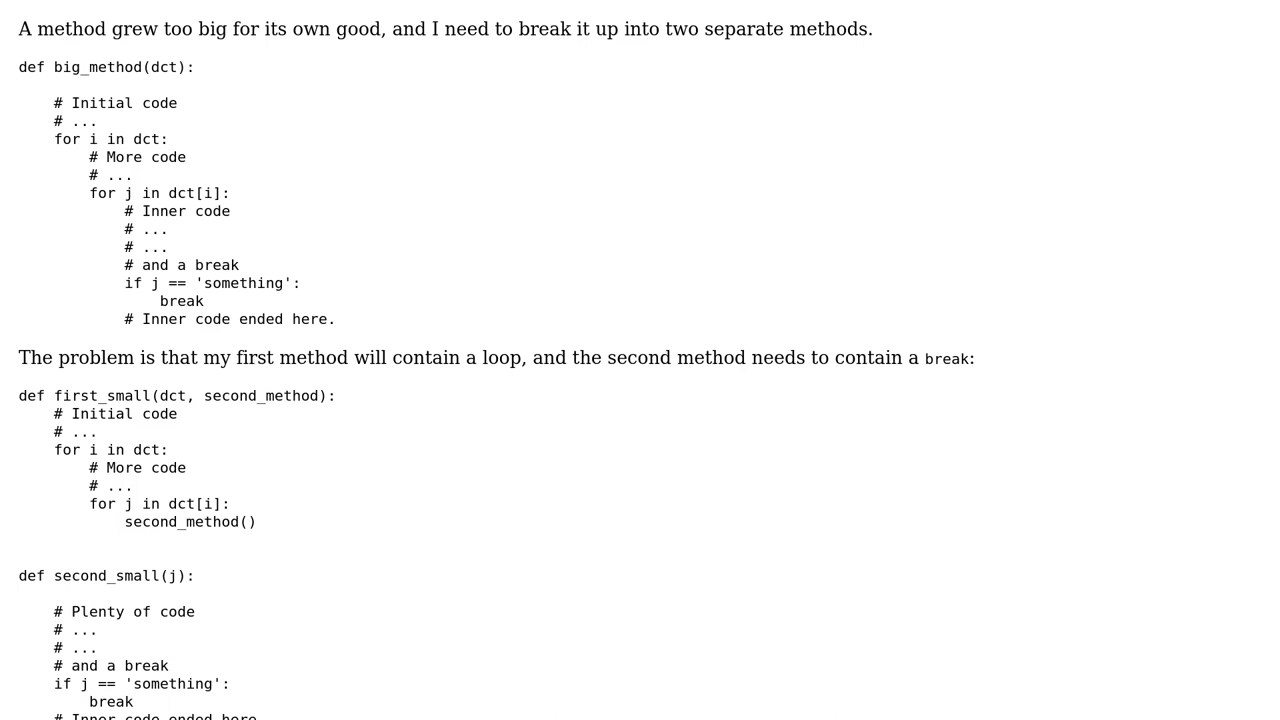 A method grew too big for its own good, and I need to break it up into two separate methods.
def big_method(dct):
    # Initial code
    # ...
    for i in dct:
        # More code
        # ...
        for j in dct[i]:
            # Inner code
            # ...
            # ...
            # and a break
            if j == 'something':
                break
            # Inner code ended here.
The problem is that my first method will contain a loop, and the second method needs to contain a break:
def first_small(dct, second_method):
    # Initial code
    # ...
    for i in dct:
        # More code
        # ...
        for j in dct[i]:
            second_method()
def second_small(j):
    # Plenty of code
    # ...
    # ...
    # and a break
    if j == 'something':
        break
    # Inner code ended here